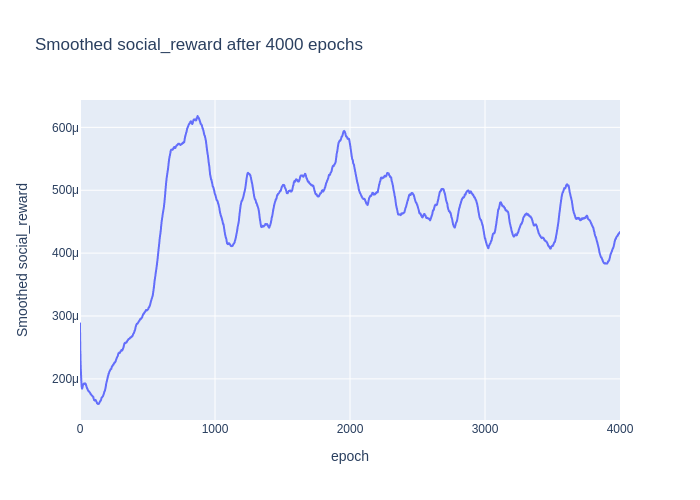 Smoothed social_reward after 4000 epochs
600μ
500μ
400μ
300μ
200μ
Smoothed social_reward
0
1000
2000
3000
4000
epoch